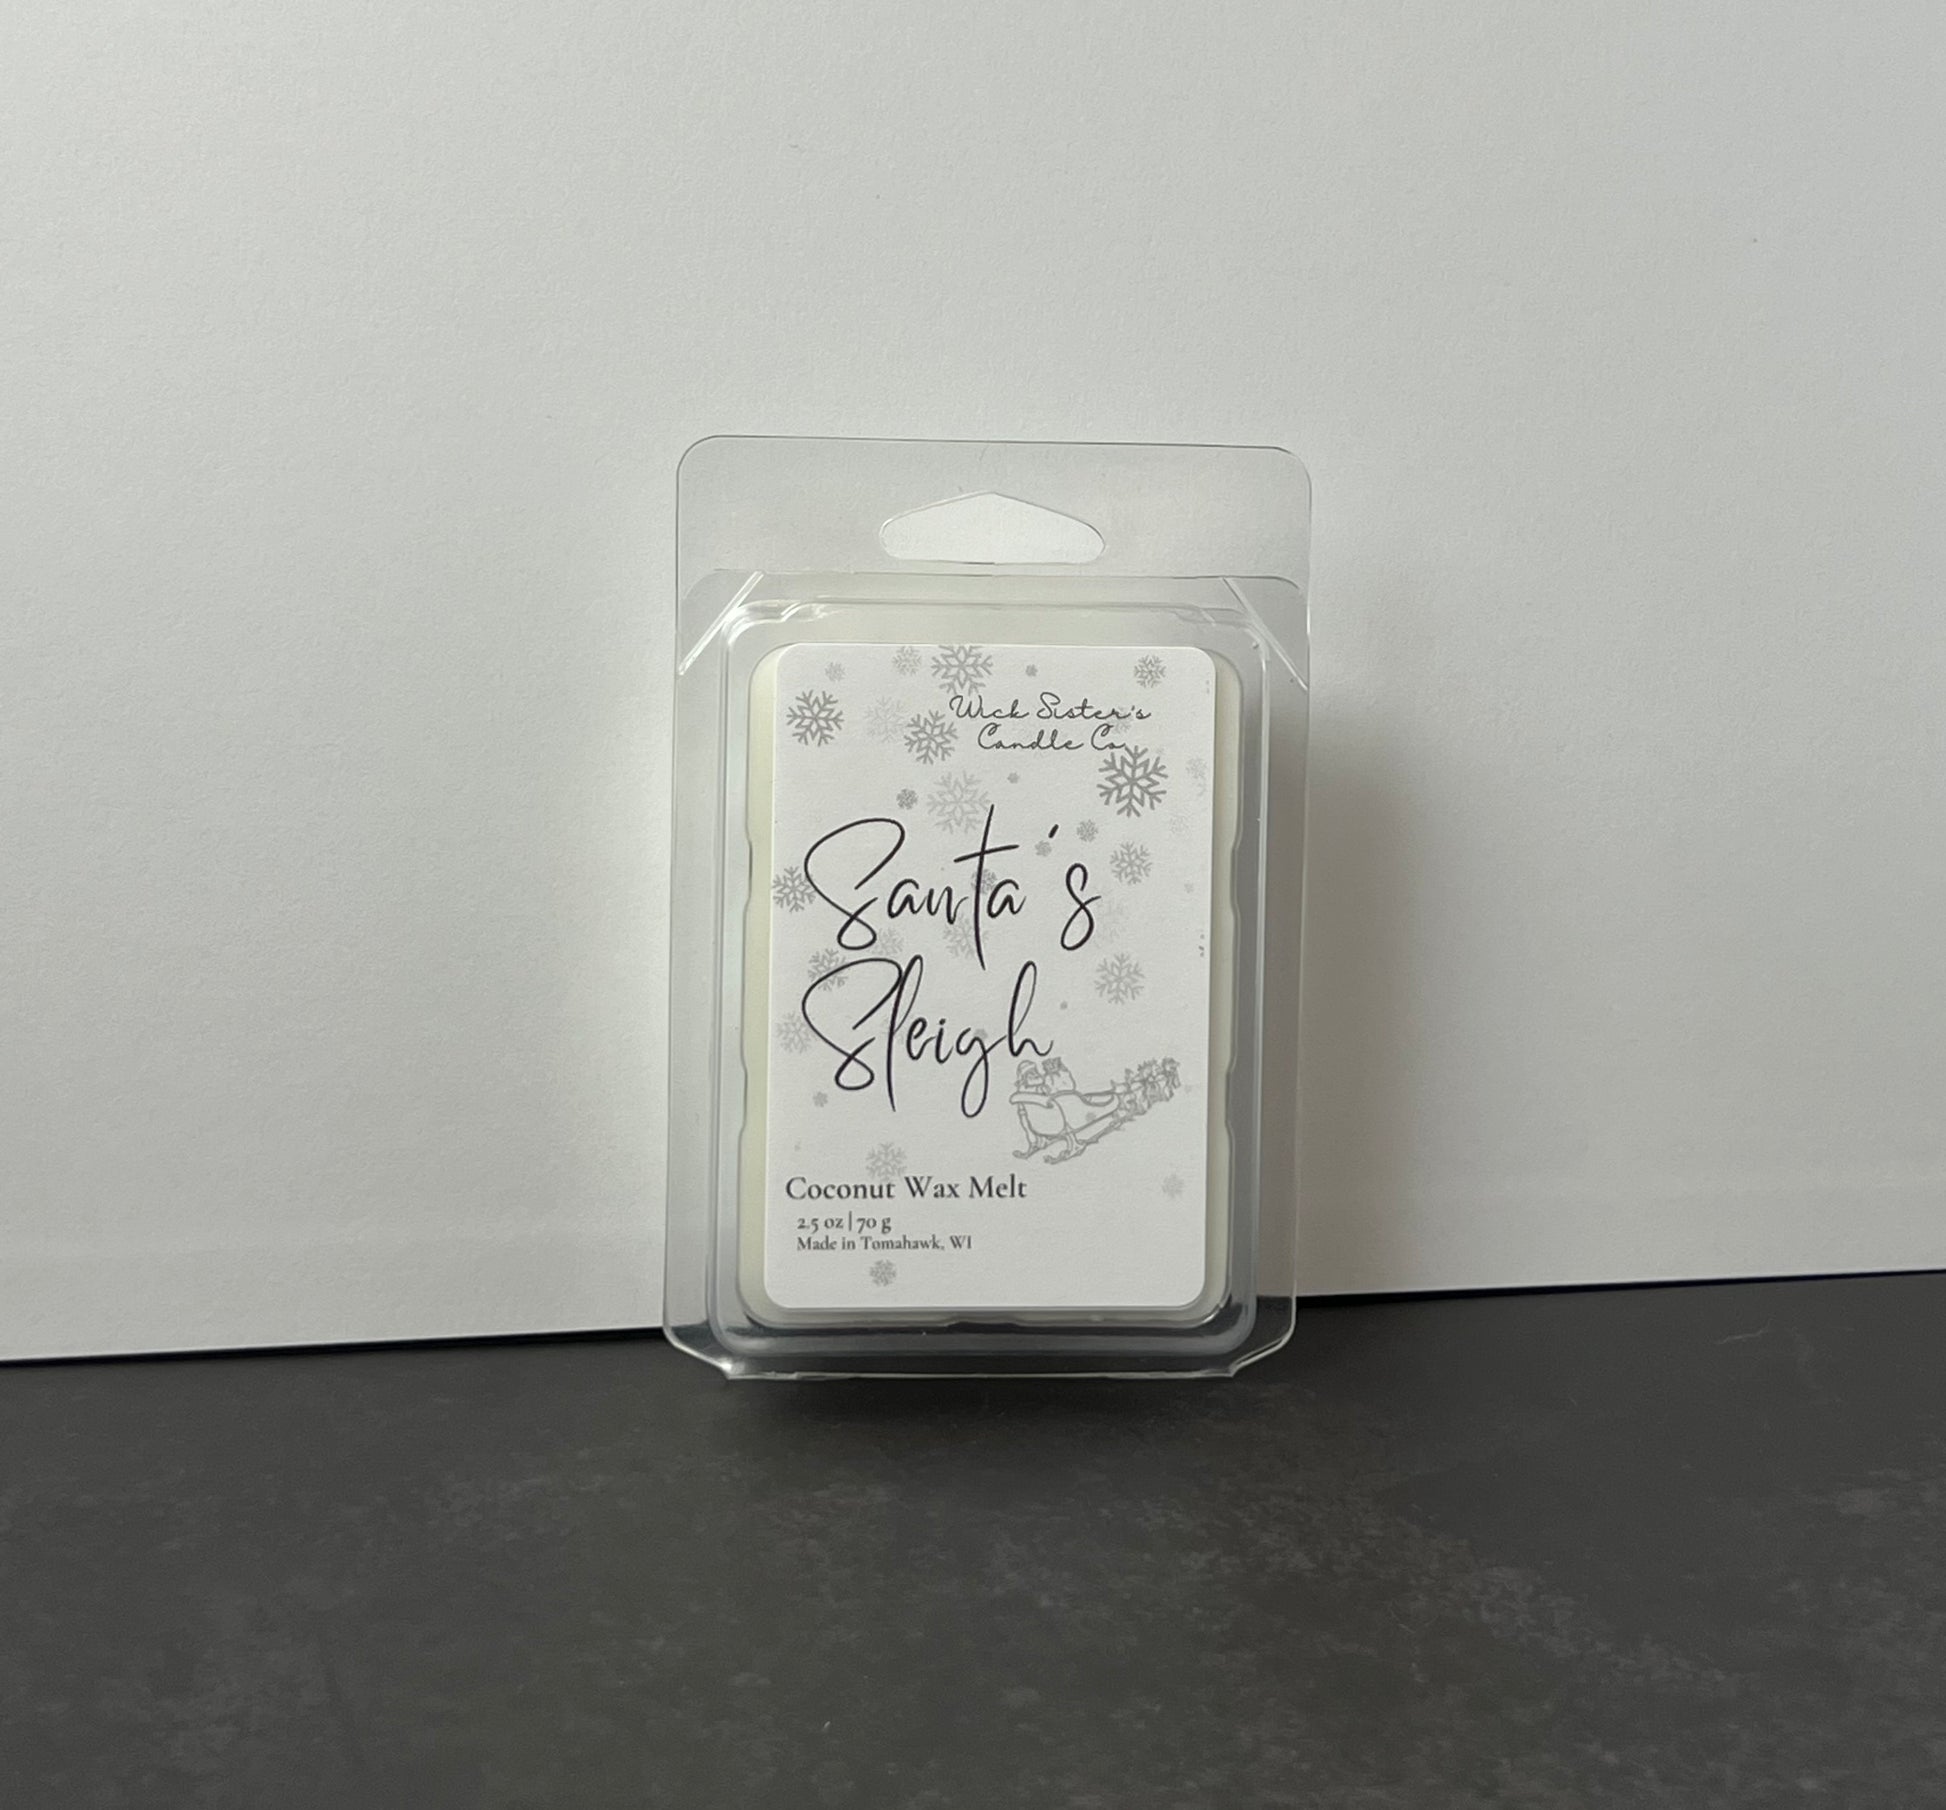 Wick Sister's
Candle Co.
Santa's
Sleigh
Coconut Wax Melt
2.5 oz | 70 g
Made in Tomahawk, WI